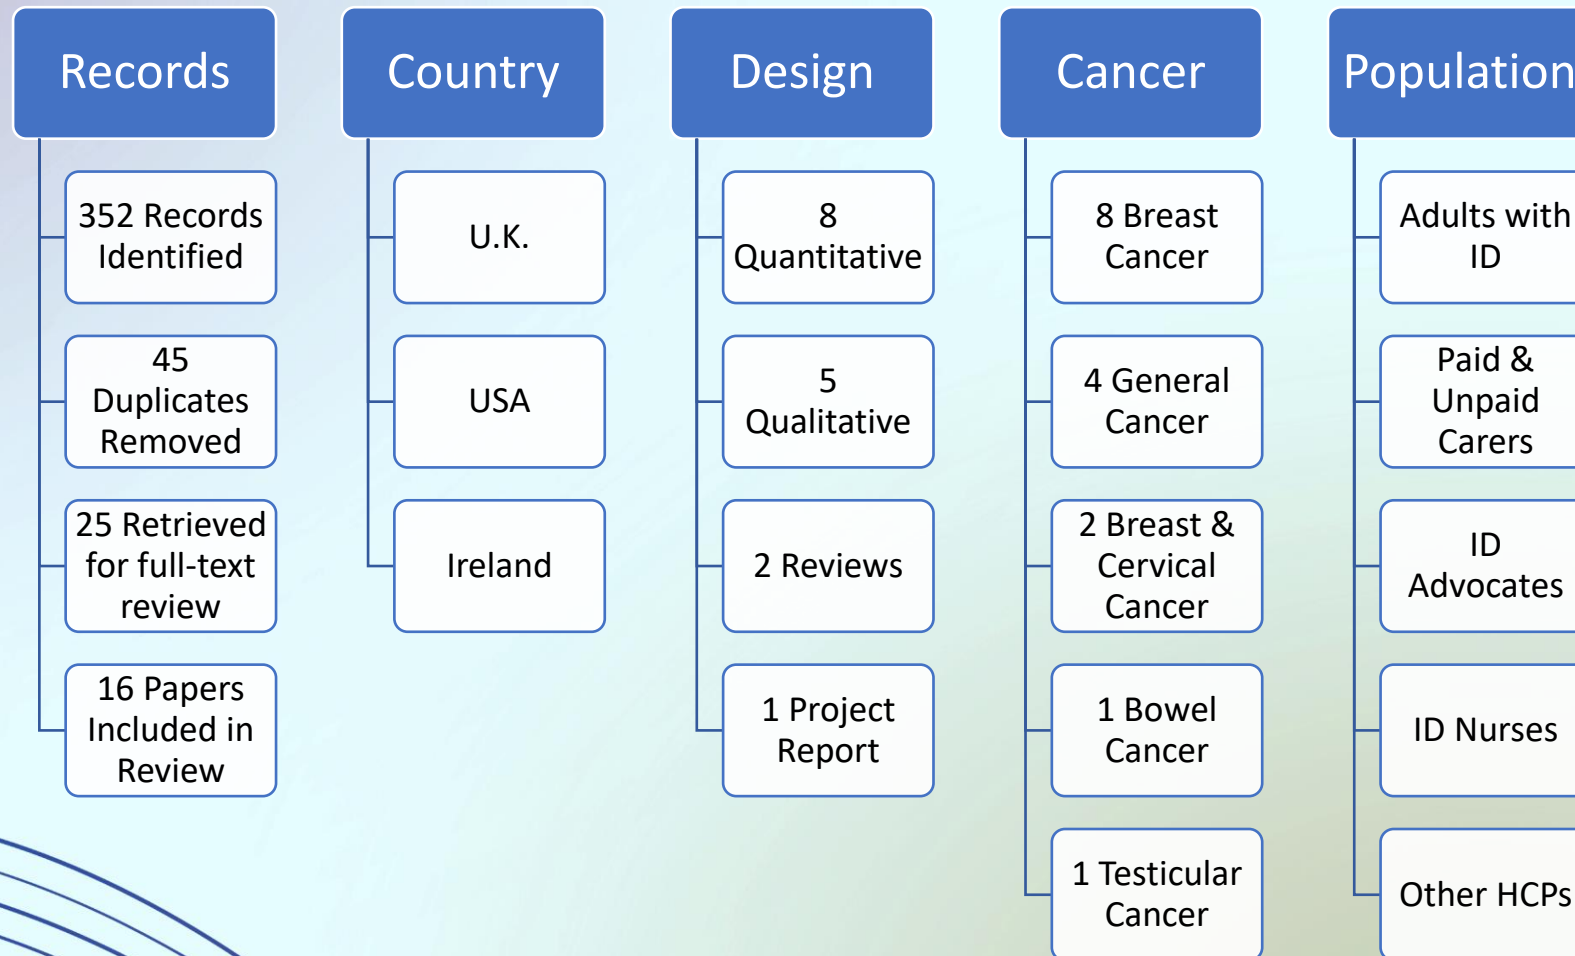 Records
352 Records
Identified
45
Duplicates
Removed
25 Retrieved
for full-text
review
16 Papers
Included in
Review
Country
U.K.
USA
Ireland
Design
8
Quantitative
5
Qualitative
2 Reviews
1 Project
Report
Cancer
8 Breast
Cancer
4 General
Cancer
2 Breast &
Cervical
Cancer
1 Bowel
Cancer
1 Testicular
Cancer
Population
Adults with
ID
Paid &
Unpaid
Carers
ID
Advocates
ID Nurses
Other HCPs